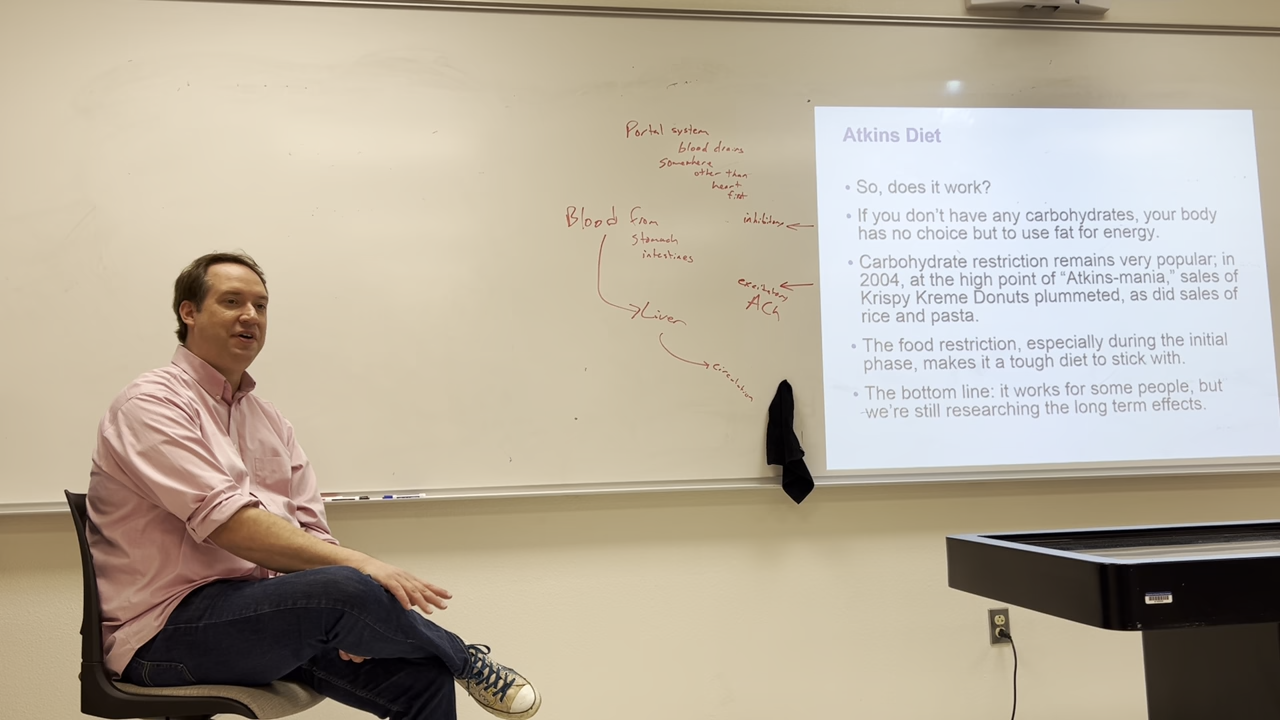 Portal system
blood drains
somewhere
other than
heart
first
Blood from
stomach
intestines
Liver
circulation
inhibitory
excitatory
ACh
Atkins Diet
• So, does it work?
• If you don't have any carbohydrates, your body
has no choice but to use fat for energy.
• Carbohydrate restriction remains very popular; in
2004, at the high point of "Atkins-mania," sales of
Krispy Kreme Donuts plummeted, as did sales of
rice and pasta.
• The food restriction, especially during the initial
phase, makes it a tough diet to stick with.
• The bottom line: it works for some people, but
we're still researching the long term effects.